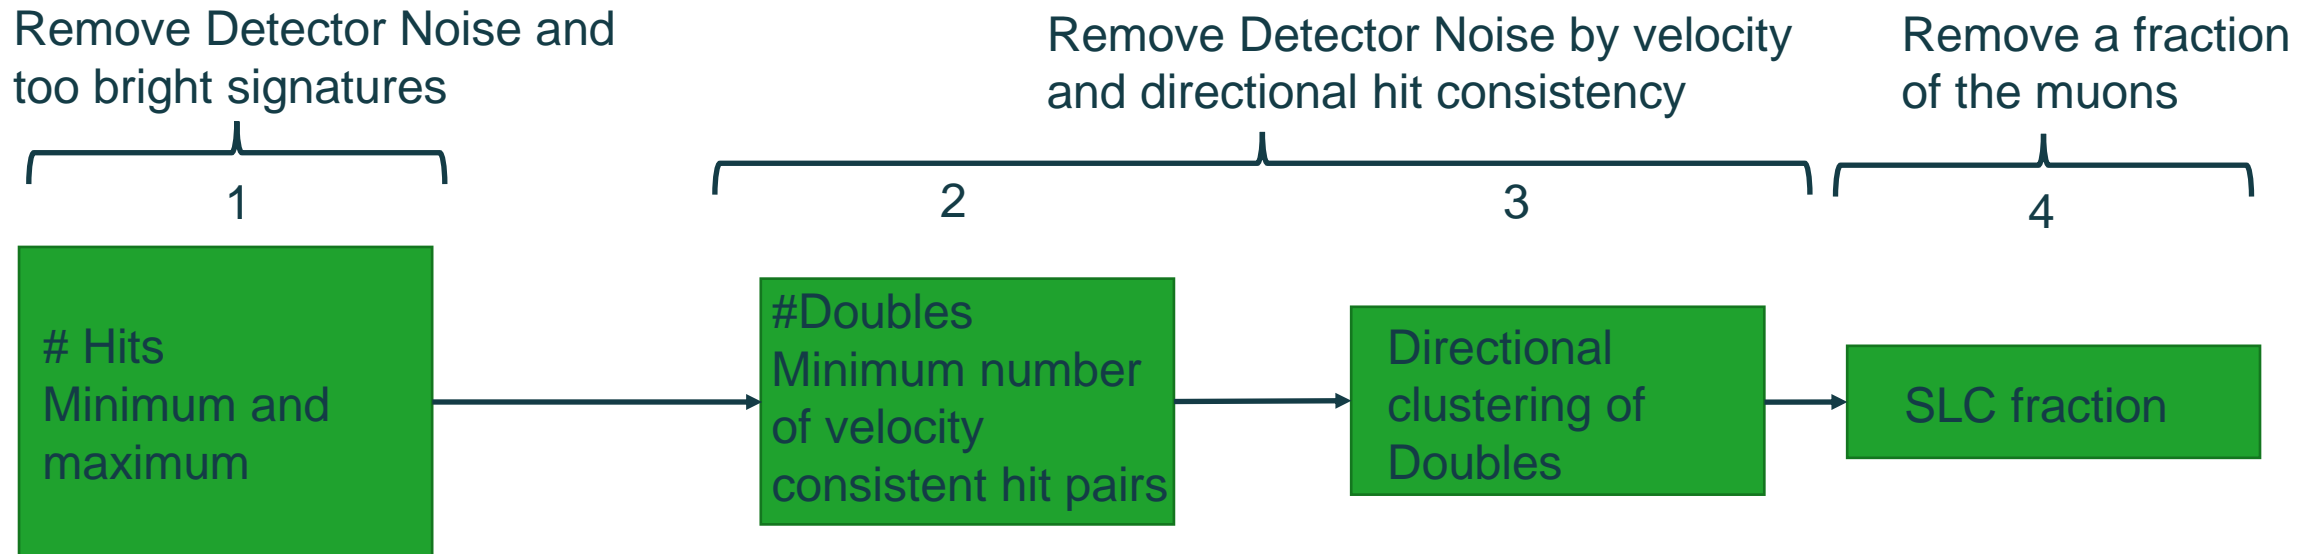 Remove Detector Noise and
too bright signatures
Remove Detector Noise by velocity
and directional hit consistency
Remove a fraction
of the muons
1
2
3
4
# Hits
Minimum and
maximum
#Doubles
Minimum number
of velocity
consistent hit pairs
Directional
clustering of
Doubles
SLC fraction